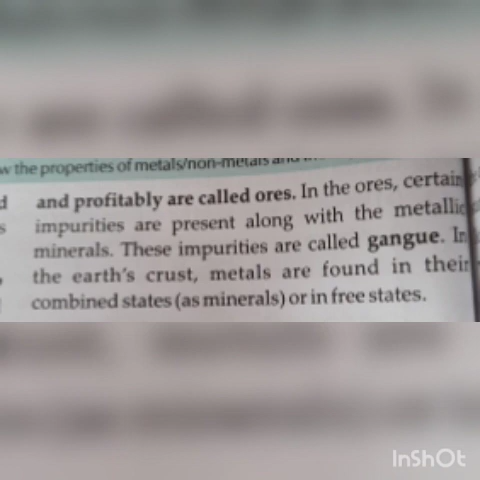 w the properties of metals/non-metals
and profitably are called ores. In the ores, certain
impurities are present along with the metallic
minerals. These impurities are called gangue. In
the earth's crust, metals are found in their
combined states (as minerals) or in free states.
InShOt